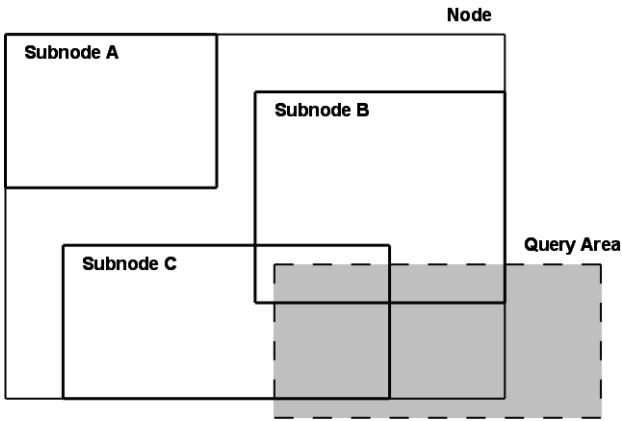 Node
Subnode A
Subnode B
Query Area
Subnode C